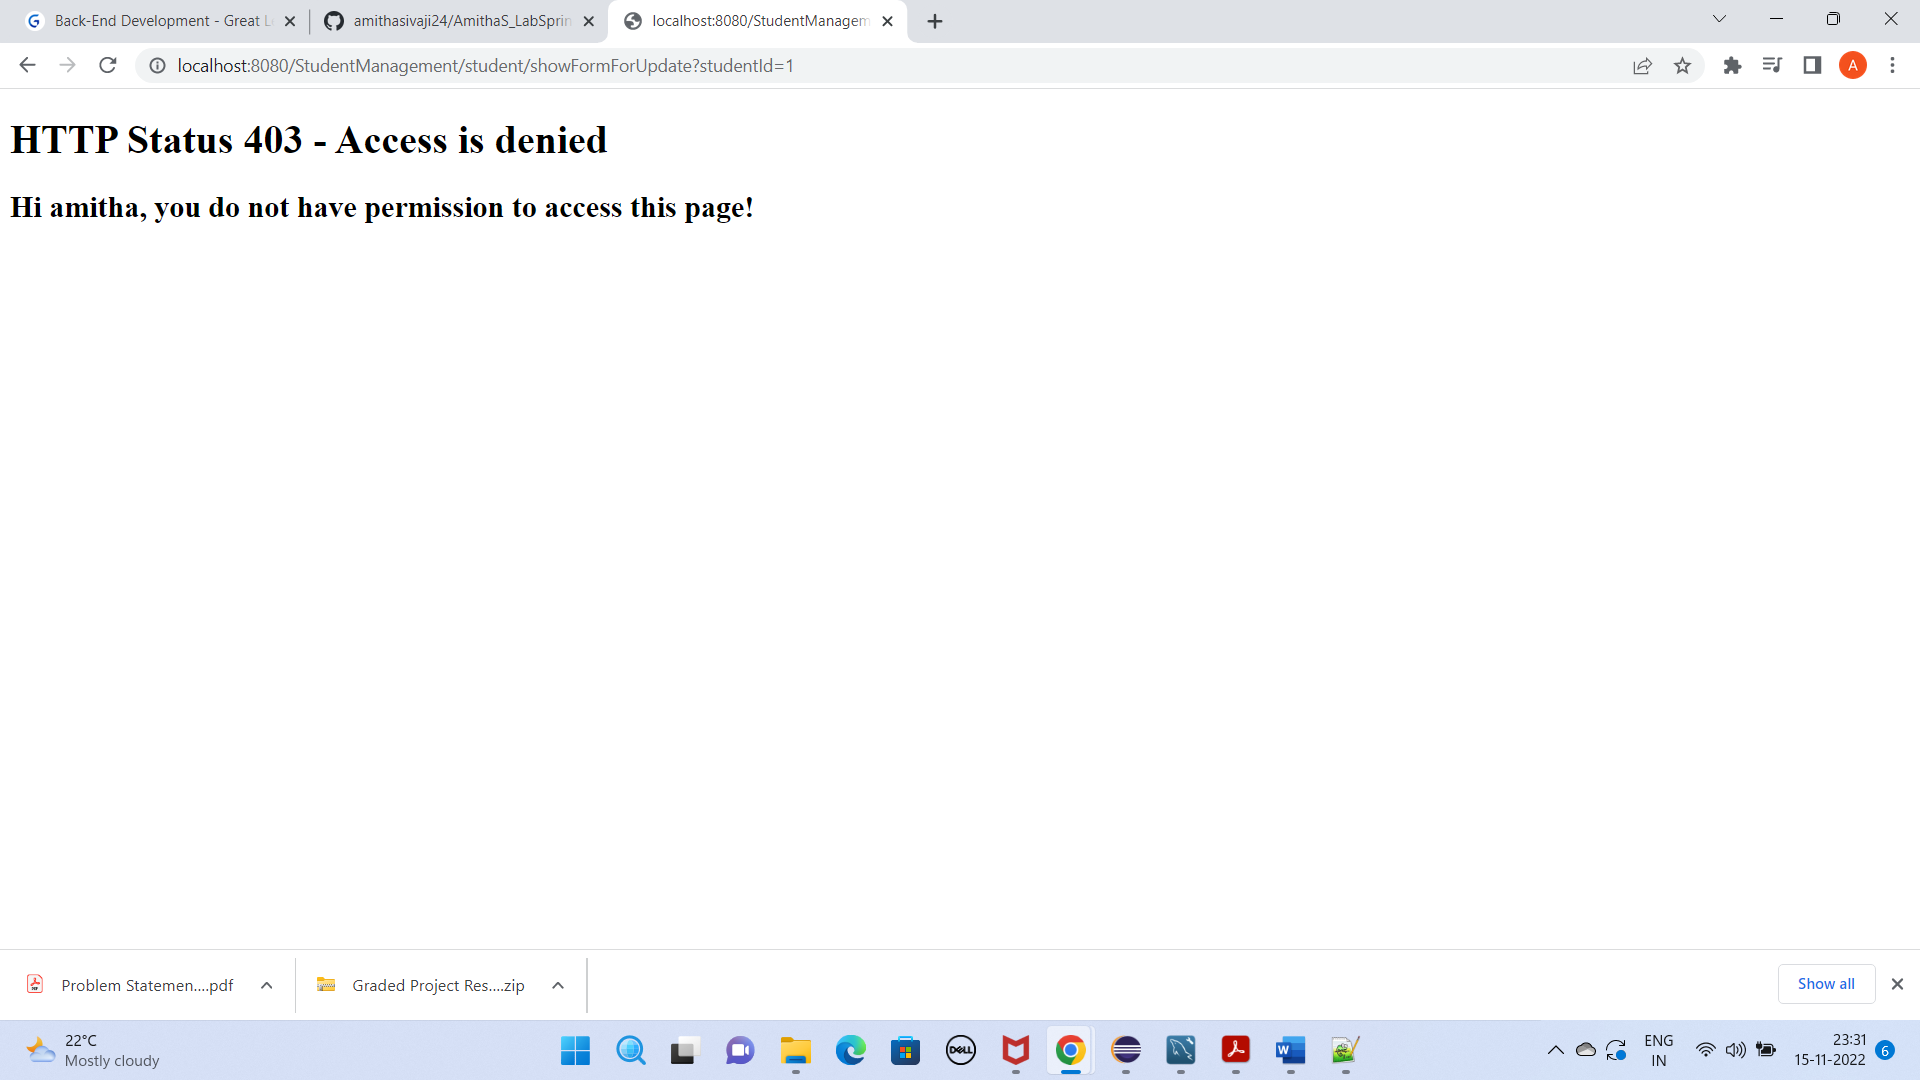 Back-End Development - Great L
amithasivaji24/AmithaS_LabSprin
localhost:8080/StudentManagem
localhost:8080/StudentManagement/student/showFormForUpdate?studentId=1
A
HTTP Status 403 - Access is denied
Hi amitha, you do not have permission to access this page!
Problem Statemen....pdf
Graded Project Res....zip
Show all
22°C
Mostly cloudy
DELL
W
ENG
IN
23:31
15-11-2022
6